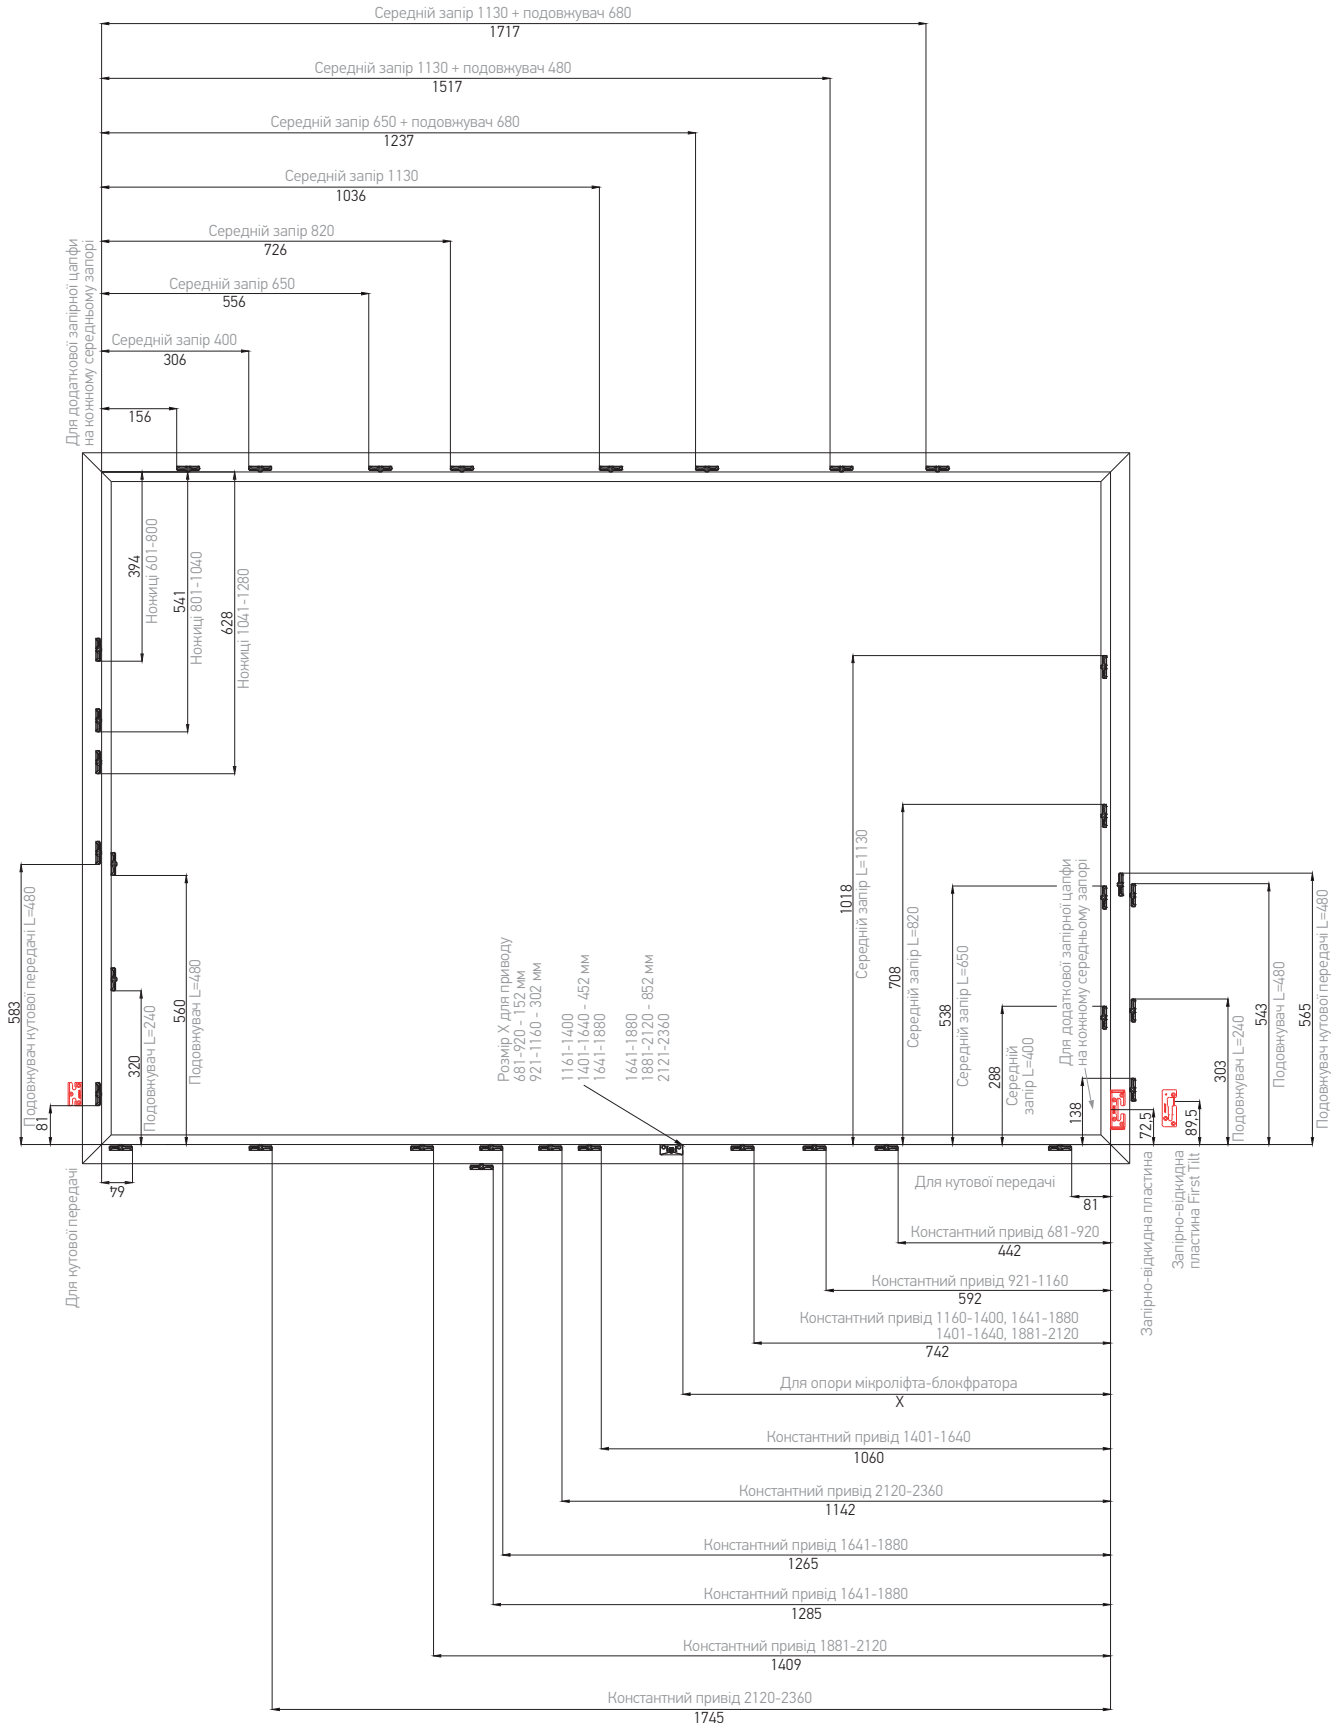 Середній запір 1130 + подовжувач 680
1717
Середній запір 1130 + подовжувач 480
1517
Середній запір 650 + подовжувач 680
1237
Середній запір 1130
1036
Середній запір 820
726
Середній запір 650
556
Середній запір 400
306
156
Для додаткової запірної цапфи
на кожному середньому запорі
394
Ножиці 601-800
541
Ножиці 801-1040
628
Ножиці 1041-1280
583
Подовжувач кутової передачі L=480
81
320
Подовжувач L=240
560
Подовжувач L=480
Розмір X для приводу
681-920 - 152 мм
921-1160 - 302 мм
1161-1400
1401-1640 - 452 мм
1641-1880
1641-1880
1881-2120 - 852 мм
2121-2360
1018
Середній запір L=1130
708
Середній запір L=820
538
Середній запір L=650
288
Середній
запір L=400
138
Для додаткової запірної цапфи
на кожному середньому запорі
72,5
Запірно-відкидна пластина
89,5
Запірно-відкидна
пластина First Tilt
303
Подовжувач L=240
543
Подовжувач L=480
565
Подовжувач кутової передачі L=480
64
Для кутової передачі
Для кутової передачі
81
Константний привід 681-920
442
Константний привід 921-1160
592
Константний привід 1160-1400, 1641-1880
1401-1640, 1881-2120
742
Для опори мікроліфта-блокфратора
X
Константний привід 1401-1640
1060
Константний привід 2120-2360
1142
Константний привід 1641-1880
1265
Константний привід 1641-1880
1285
Константний привід 1881-2120
1409
Константний привід 2120-2360
1745